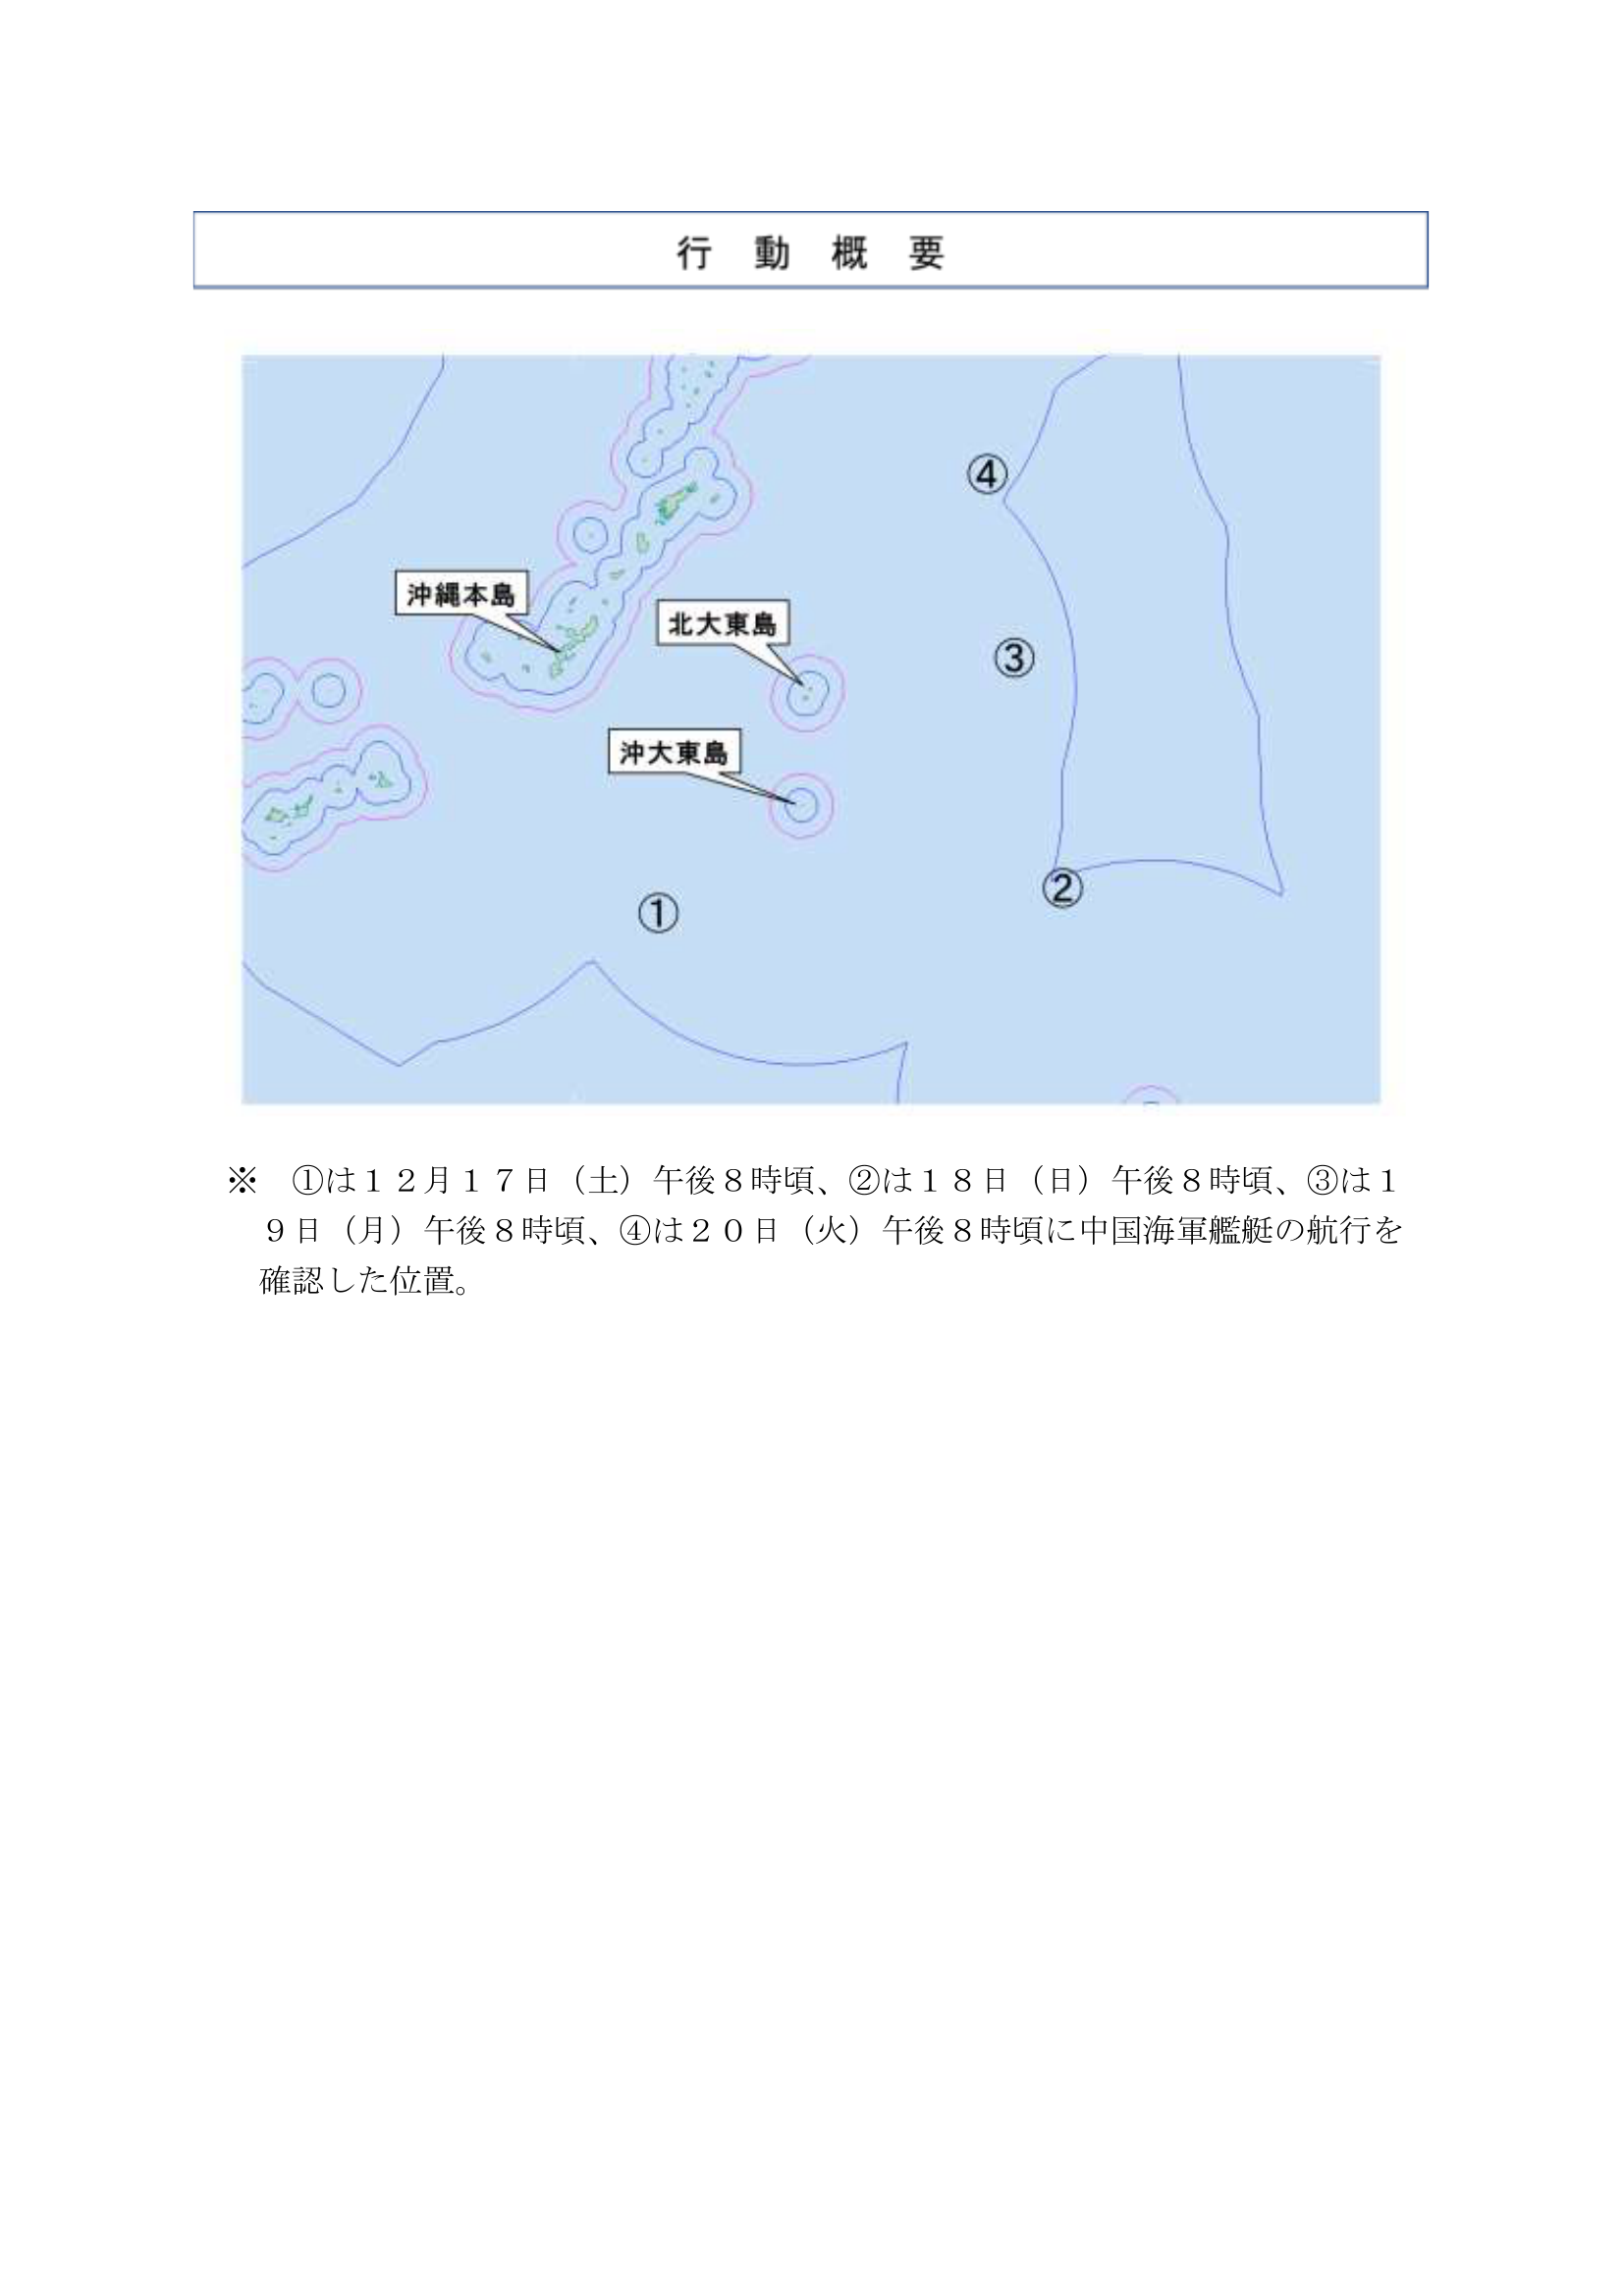 行　動　概　要
④
沖縄本島
北大東島
③
沖大東島
②
①
※　①は１２月１７日（土）午後８時頃、②は１８日（日）午後８時頃、③は１
９日（月）午後８時頃、④は２０日（火）午後８時頃に中国海軍艦艇の航行を
確認した位置。